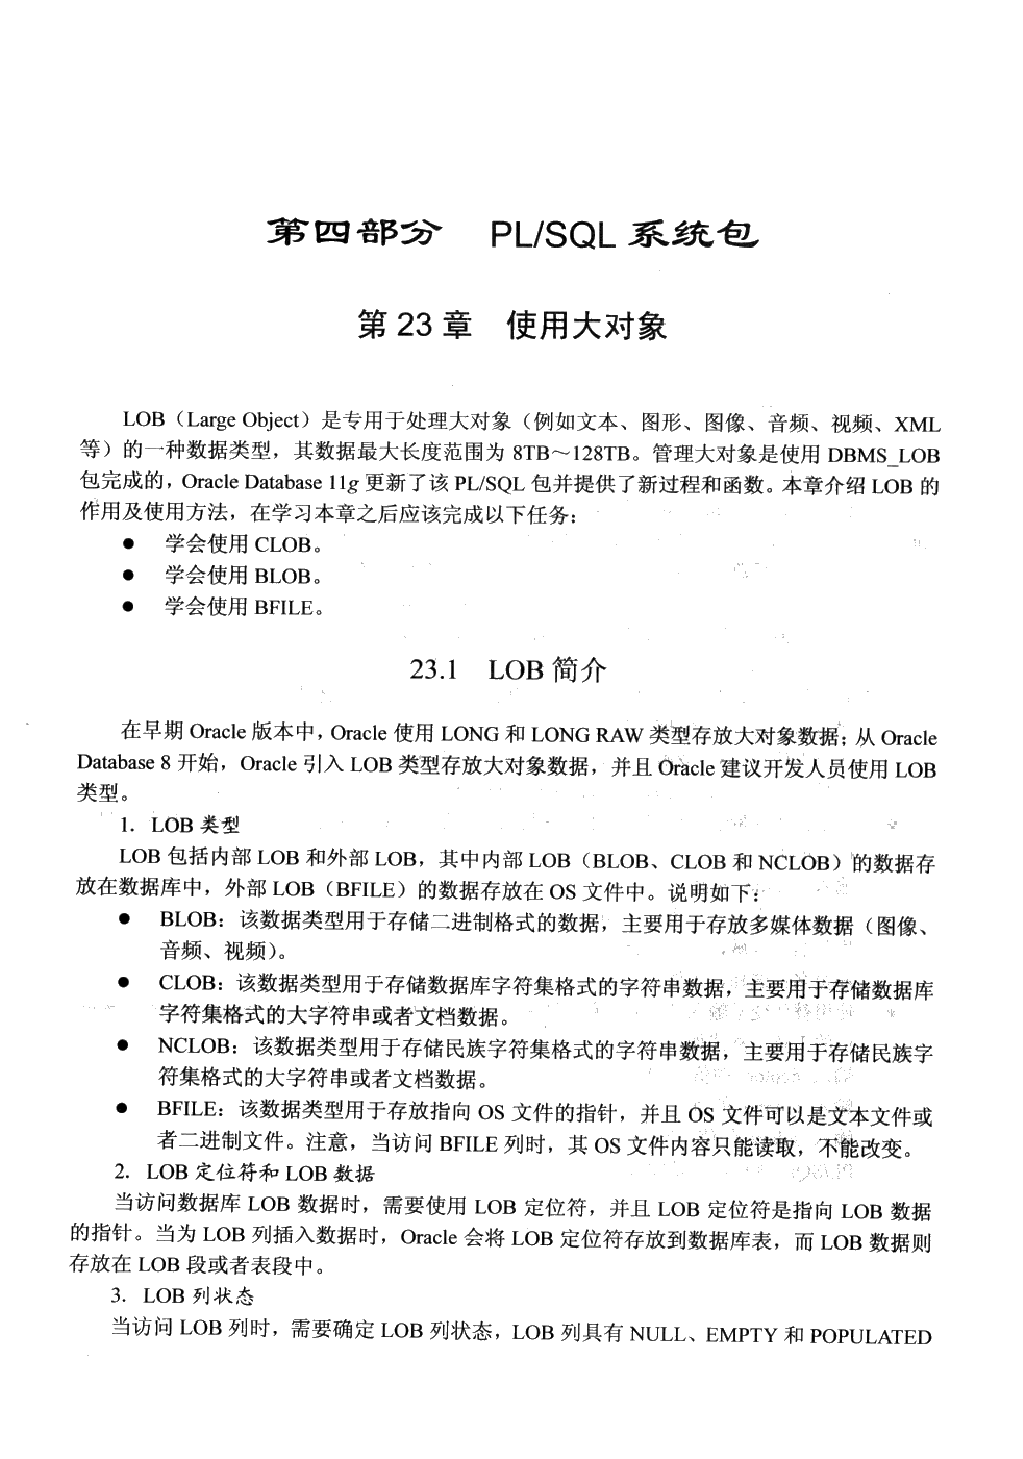 第四部分 PL/SQL 系统包
第 23 章 使用大对象
LOB（Large Object）是专用于处理大对象（例如文本、图形、图像、音频、视频、XML
等）的一种数据类型，其数据最大长度范围为 8TB～128TB。管理大对象是使用 DBMS_LOB
包完成的，Oracle Database 11g 更新了该 PL/SQL 包并提供了新过程和函数。本章介绍 LOB 的
作用及使用方法，在学习本章之后应该完成以下任务：
● 学会使用 CLOB。
● 学会使用 BLOB。
● 学会使用 BFILE。
23.1 LOB 简介
在早期 Oracle 版本中，Oracle 使用 LONG 和 LONG RAW 类型存放大对象数据；从 Oracle
Database 8 开始，Oracle 引入 LOB 类型存放大对象数据，并且 Oracle 建议开发人员使用 LOB
类型。
1. LOB 类型
LOB 包括内部 LOB 和外部 LOB，其中内部 LOB（BLOB、CLOB 和 NCLOB）的数据存
放在数据库中，外部 LOB（BFILE）的数据存放在 OS 文件中。说明如下：
● BLOB：该数据类型用于存储二进制格式的数据，主要用于存放多媒体数据（图像、
音频、视频）。
● CLOB：该数据类型用于存储数据库字符集格式的字符串数据，主要用于存储数据库
字符集格式的大字符串或者文档数据。
● NCLOB：该数据类型用于存储民族字符集格式的字符串数据，主要用于存储民族字
符集格式的大字符串或者文档数据。
● BFILE：该数据类型用于存放指向 OS 文件的指针，并且 OS 文件可以是文本文件或
者二进制文件。注意，当访问 BFILE 列时，其 OS 文件内容只能读取，不能改变。
2. LOB 定位符和 LOB 数据
当访问数据库 LOB 数据时，需要使用 LOB 定位符，并且 LOB 定位符是指向 LOB 数据
的指针。当为 LOB 列插入数据时，Oracle 会将 LOB 定位符存放到数据库表，而 LOB 数据则
存放在 LOB 段或者表段中。
3. LOB 列状态
当访问 LOB 列时，需要确定 LOB 列状态，LOB 列具有 NULL、EMPTY 和 POPULATED